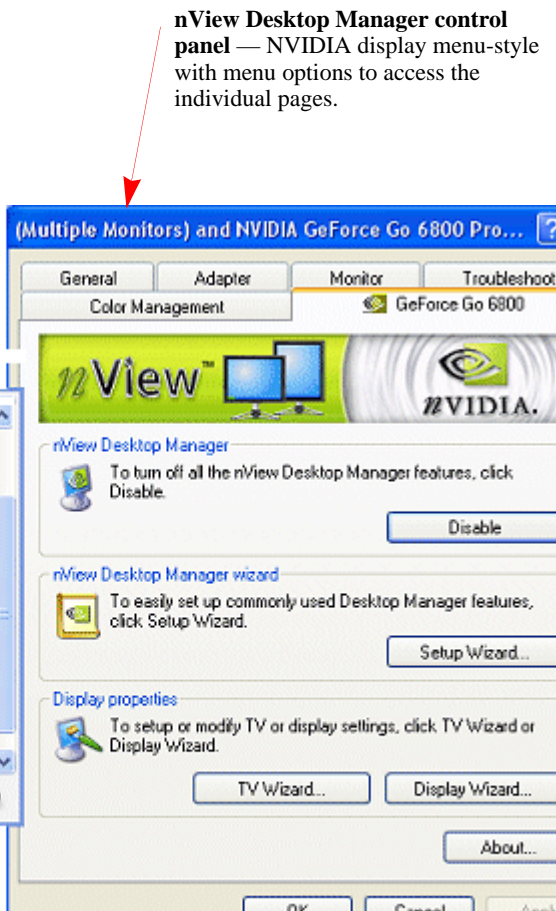 nView Desktop Manager control
panel — NVIDIA display menu-style
with menu options to access the
individual pages.
(Multiple Monitors) and NVIDIA GeForce Go 6800 Pro... ?
General Adapter Monitor Troubleshoot
Color Management GeForce Go 6800
nView™ nVIDIA.
nView Desktop Manager
To turn off all the nView Desktop Manager features, click
Disable.
Disable
nView Desktop Manager wizard
To easily set up commonly used Desktop Manager features,
click Setup Wizard.
Setup Wizard...
Display properties
To setup or modify TV or display settings, click TV Wizard or
Display Wizard.
TV Wizard... Display Wizard...
About...
OK Cancel